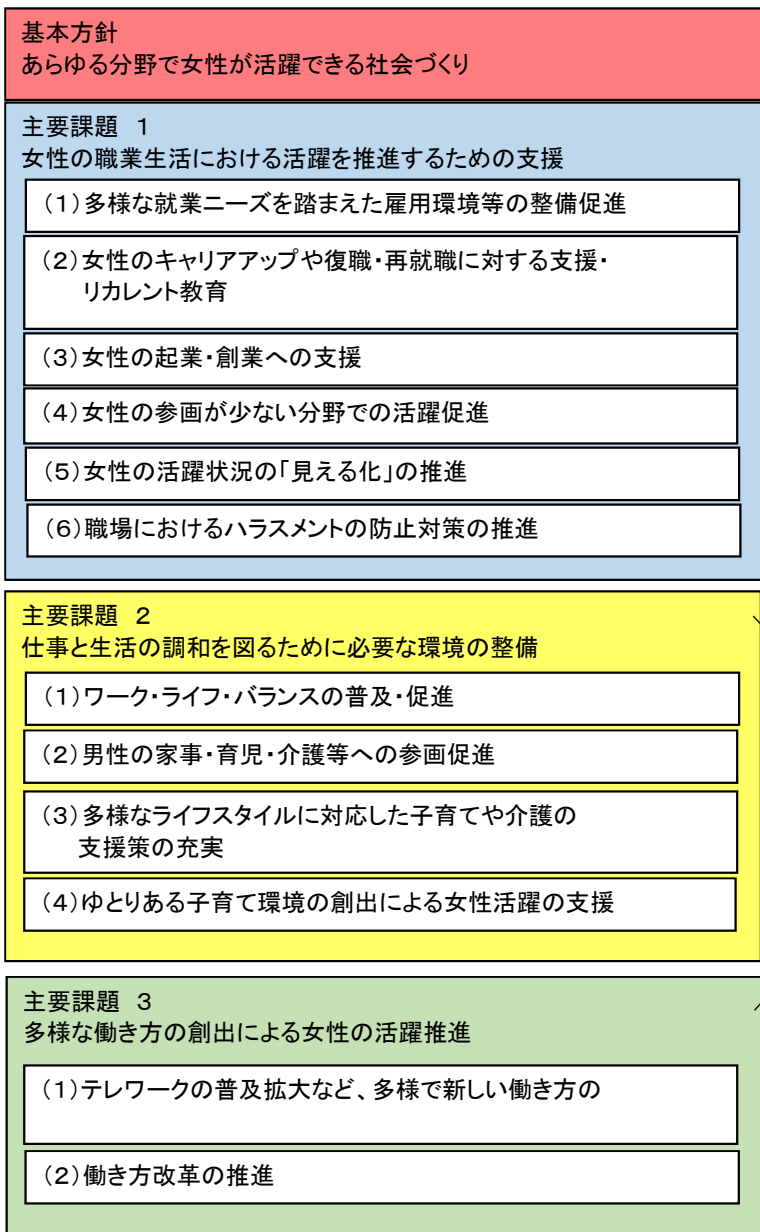 基本方針
あらゆる分野で女性が活躍できる社会づくり
主要課題　１
女性の職業生活における活躍を推進するための支援
（１）多様な就業ニーズを踏まえた雇用環境等の整備促進
（２）女性のキャリアアップや復職・再就職に対する支援・
リカレント教育
（３）女性の起業・創業への支援
（４）女性の参画が少ない分野での活躍促進
（５）女性の活躍状況の「見える化」の推進
（６）職場におけるハラスメントの防止対策の推進
主要課題　２
仕事と生活の調和を図るために必要な環境の整備
（１）ワーク・ライフ・バランスの普及・促進
（２）男性の家事・育児・介護等への参画促進
（３）多様なライフスタイルに対応した子育てや介護の
支援策の充実
（４）ゆとりある子育て環境の創出による女性活躍の支援
主要課題　３
多様な働き方の創出による女性の活躍推進
（１）テレワークの普及拡大など、多様で新しい働き方の
（２）働き方改革の推進